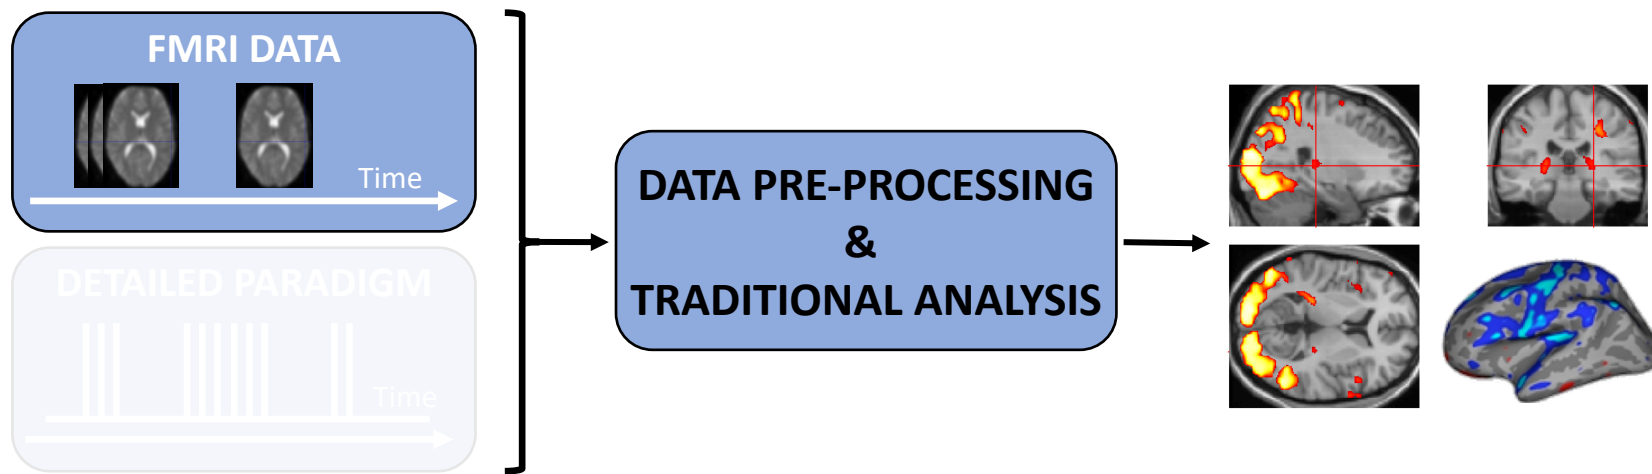 FMRI DATA
Time
DETAILED PARADIGM
Time
DATA PRE-PROCESSING
&
TRADITIONAL ANALYSIS